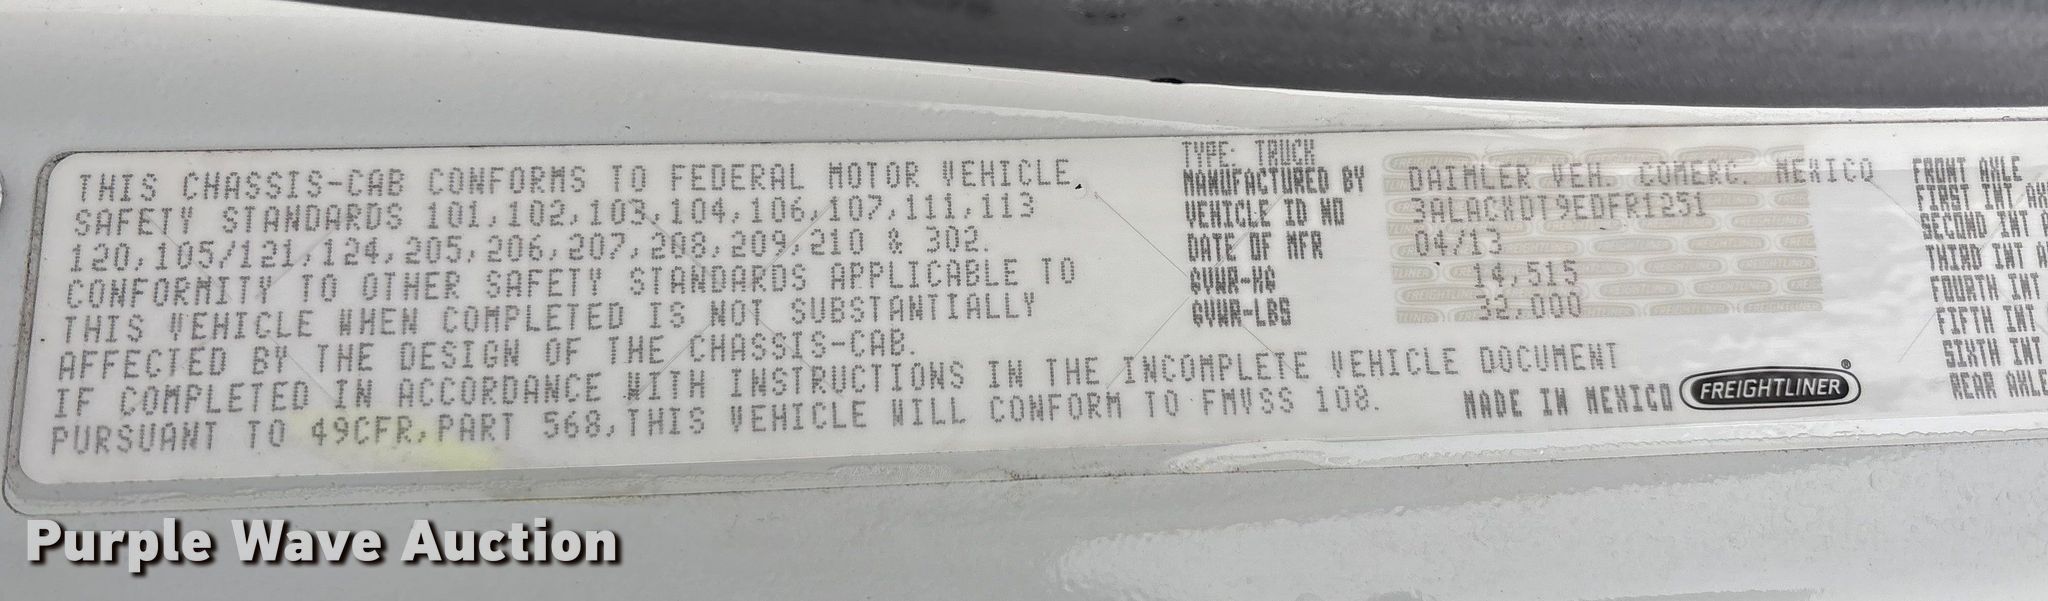 THIS CHASSIS-CAB CONFORMS TO FEDERAL MOTOR VEHICLE
SAFETY STANDARDS 101,102,103,104,106,107,111,113
120,105/121,124,205,206,207,208,209,210 & 302.
CONFORMITY TO OTHER SAFETY STANDARDS APPLICABLE TO
THIS VEHICLE WHEN COMPLETED IS NOT SUBSTANTIALLY
AFFECTED BY THE DESIGN OF THE CHASSIS-CAB.
IF COMPLETED IN ACCORDANCE WITH INSTRUCTIONS IN THE INCOMPLETE VEHICLE DOCUMENT
PURSUANT TO 49CFR,PART 568,THIS VEHICLE WILL CONFORM TO FMVSS 108.
TYPE: TRUCK
MANUFACTURED BY DAIMLER VEH. COMERC. MEXICO
VEHICLE ID NO 3ALACXDT9EDFR1251
DATE OF MFR 04/13
GVWR-KG 14,515
GVWR-LBS 32,000
MADE IN MEXICO FREIGHTLINER®
FRONT AXLE
FIRST INT AX
SECOND INT A
THIRD INT A
FOURTH INT
FIFTH INT
SIXTH INT
REAR AXLE
Purple Wave Auction